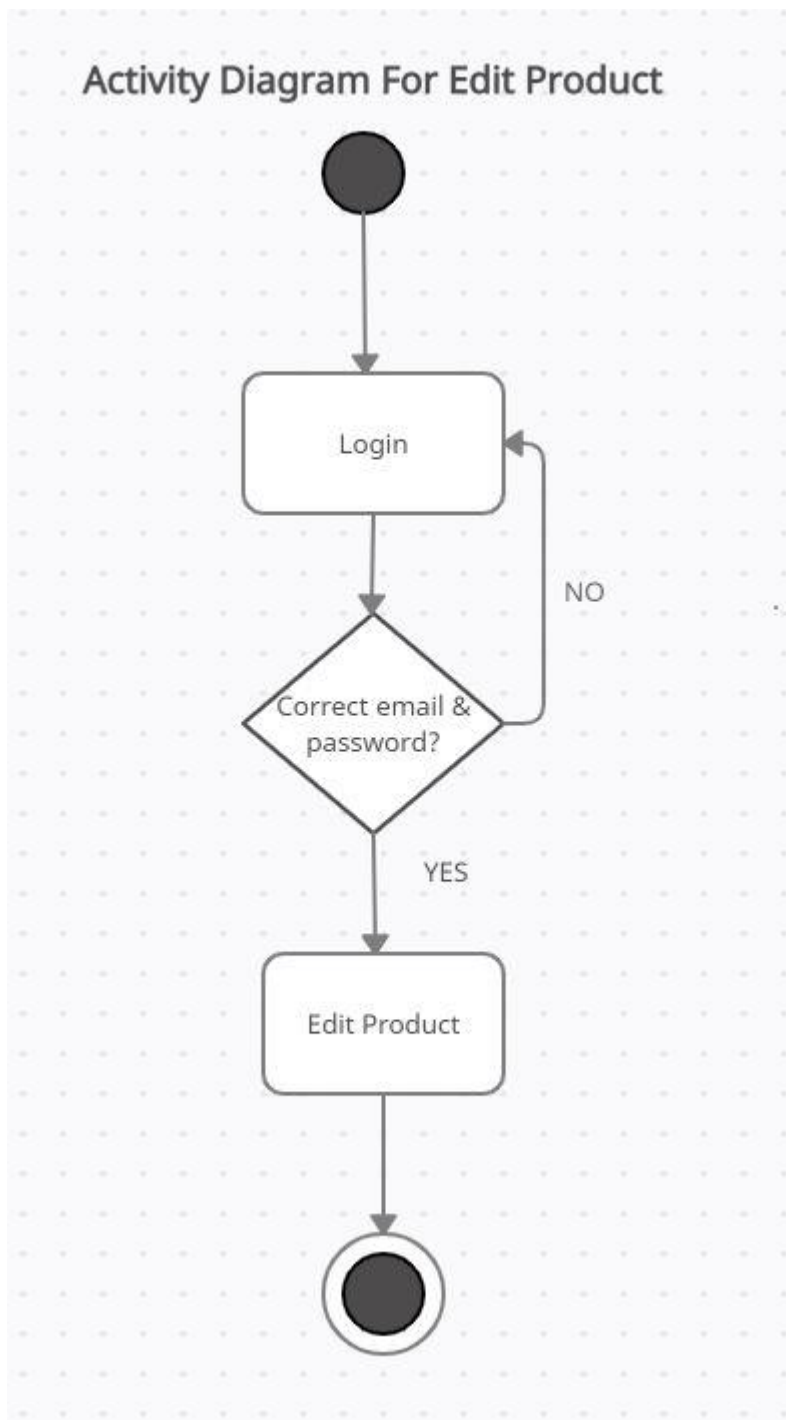 Activity Diagram For Edit Product
Login
NO
Correct email &
password?
YES
Edit Product